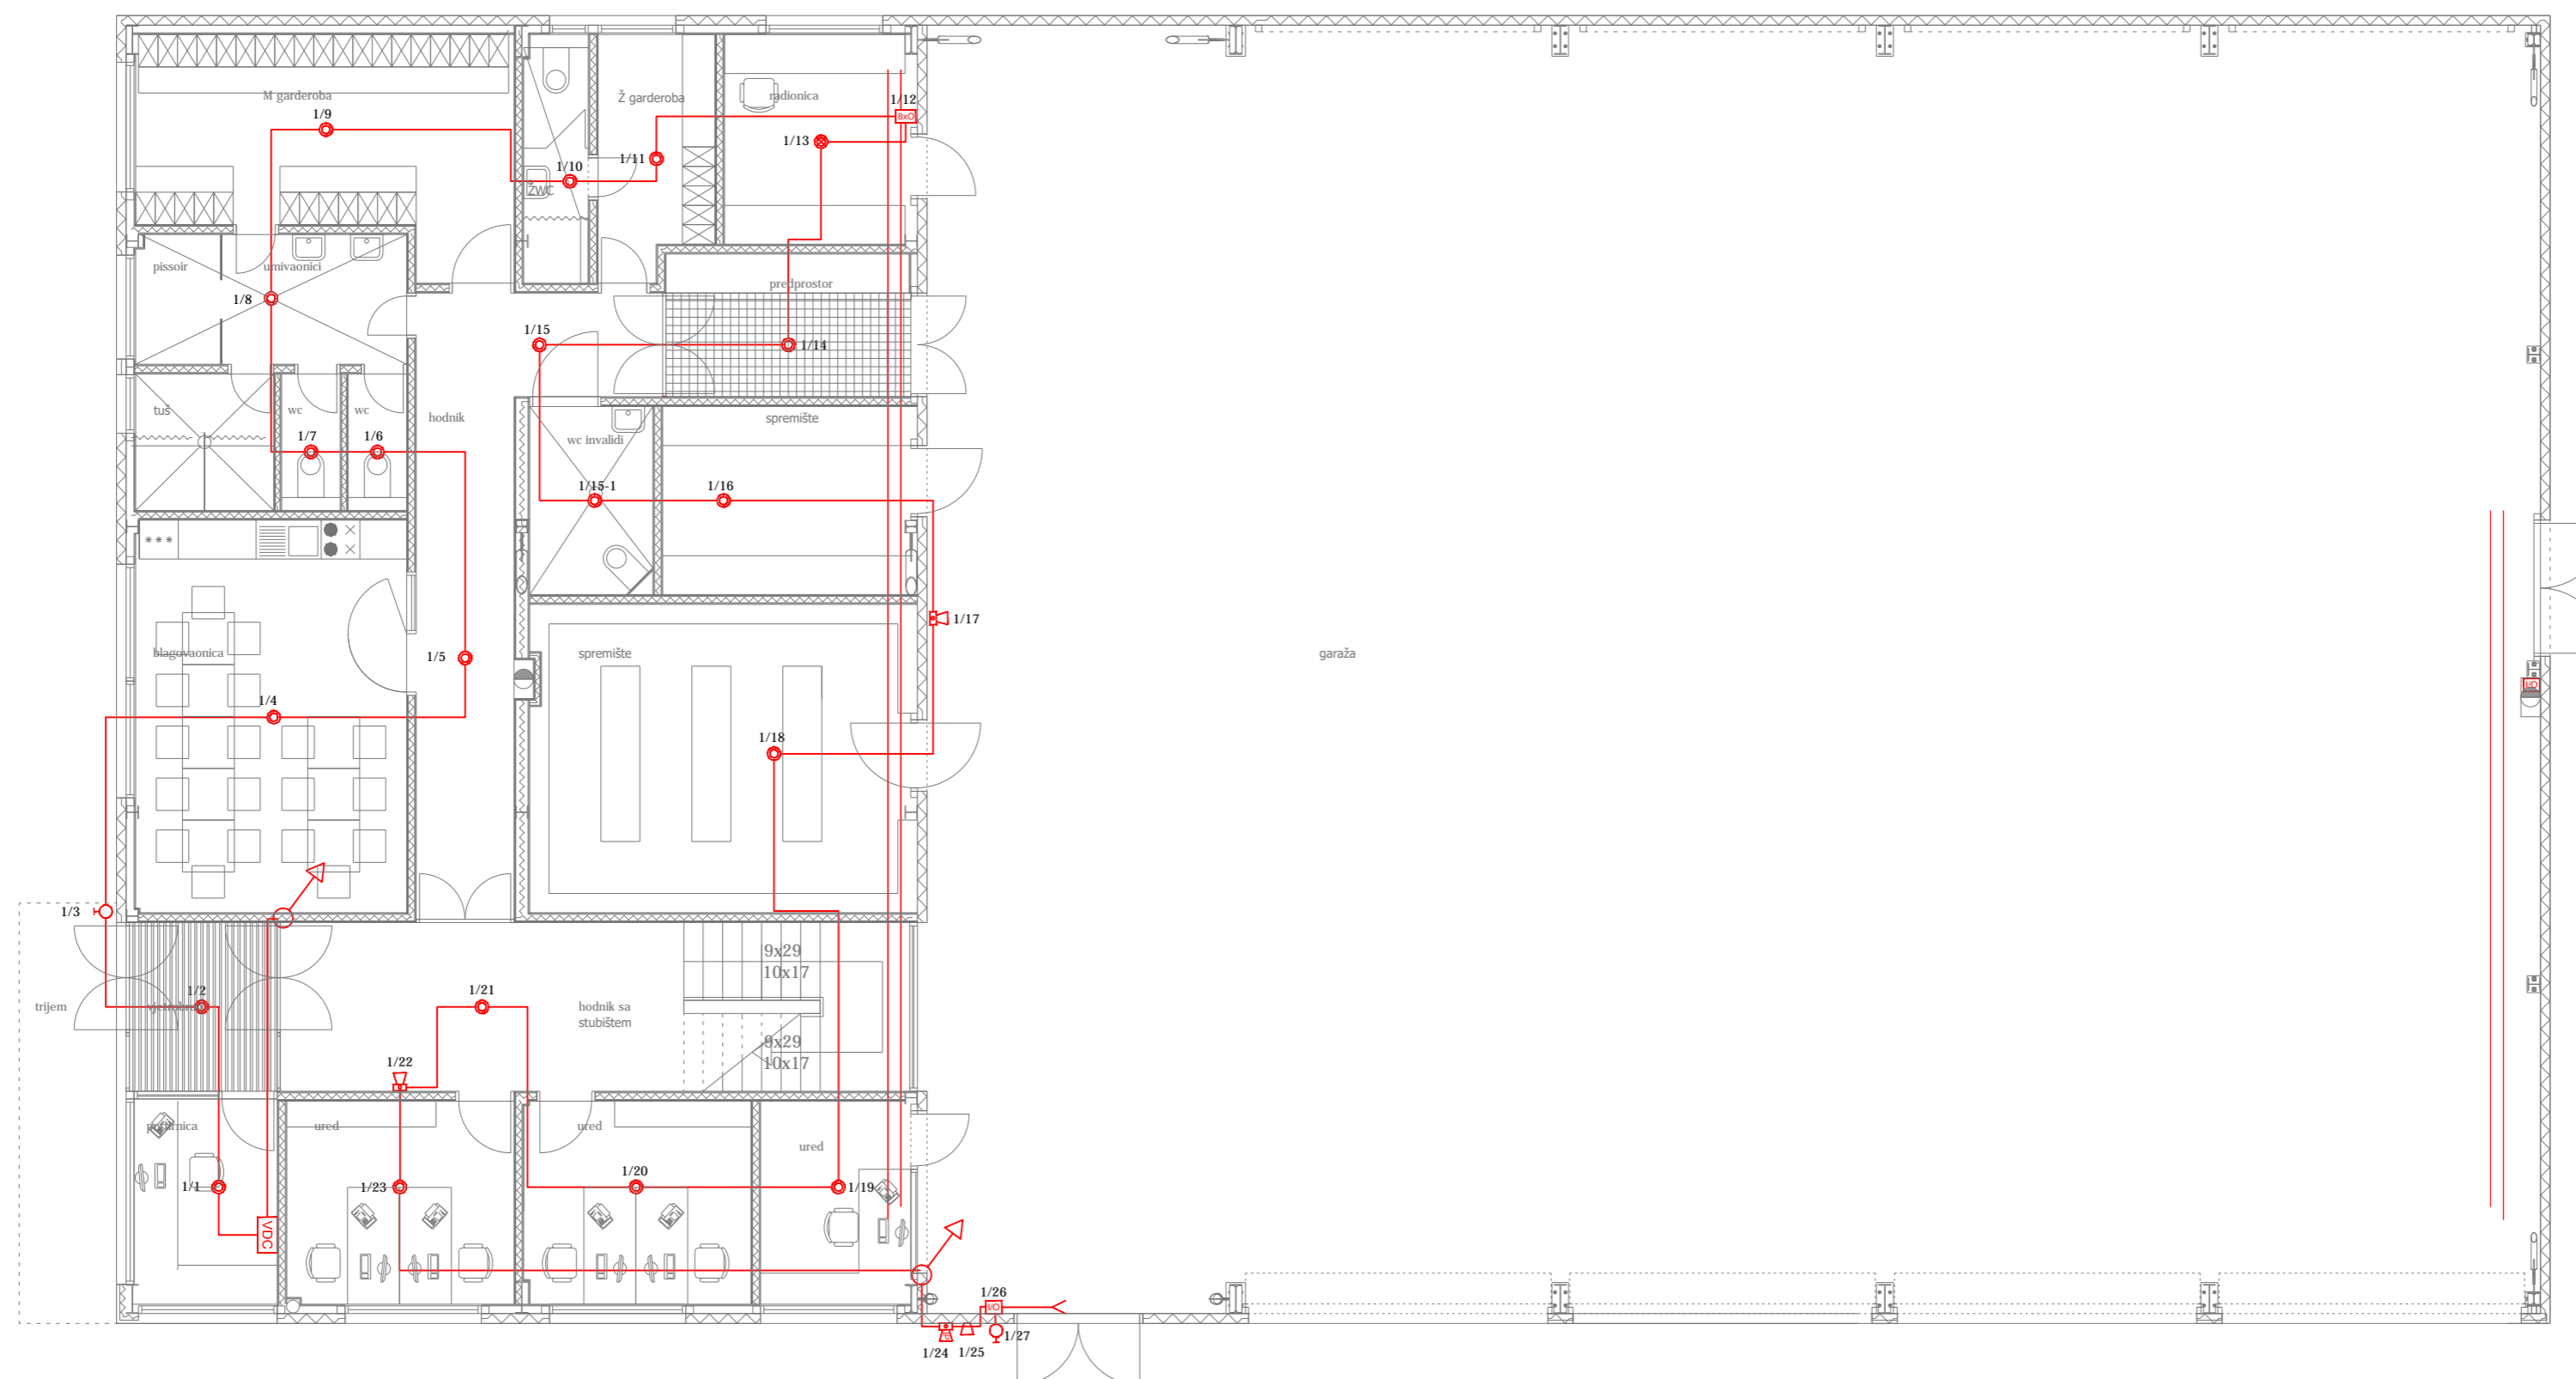 M garderoba
1/9
Ž garderoba
radionica
1/12
8xO
1/13
1/11
1/10
ŽWC
pissoir
umivaonici
1/8
predprostor
1/15
1/14
tuš
wc
wc
hodnik
spremište
1/7
1/6
wc invalidi
1/15-1
1/16
***
1/17
blagovaonica
1/5
spremište
garaža
I/O
1/4
1/18
1/3
9x29
10x17
1/2
1/21
trijem
hodnik sa
stubištem
9x29
10x17
1/22
ured
ured
ured
1/1
1/23
1/20
1/19
VDC
1/26
I/O
1/27
1/24
1/25